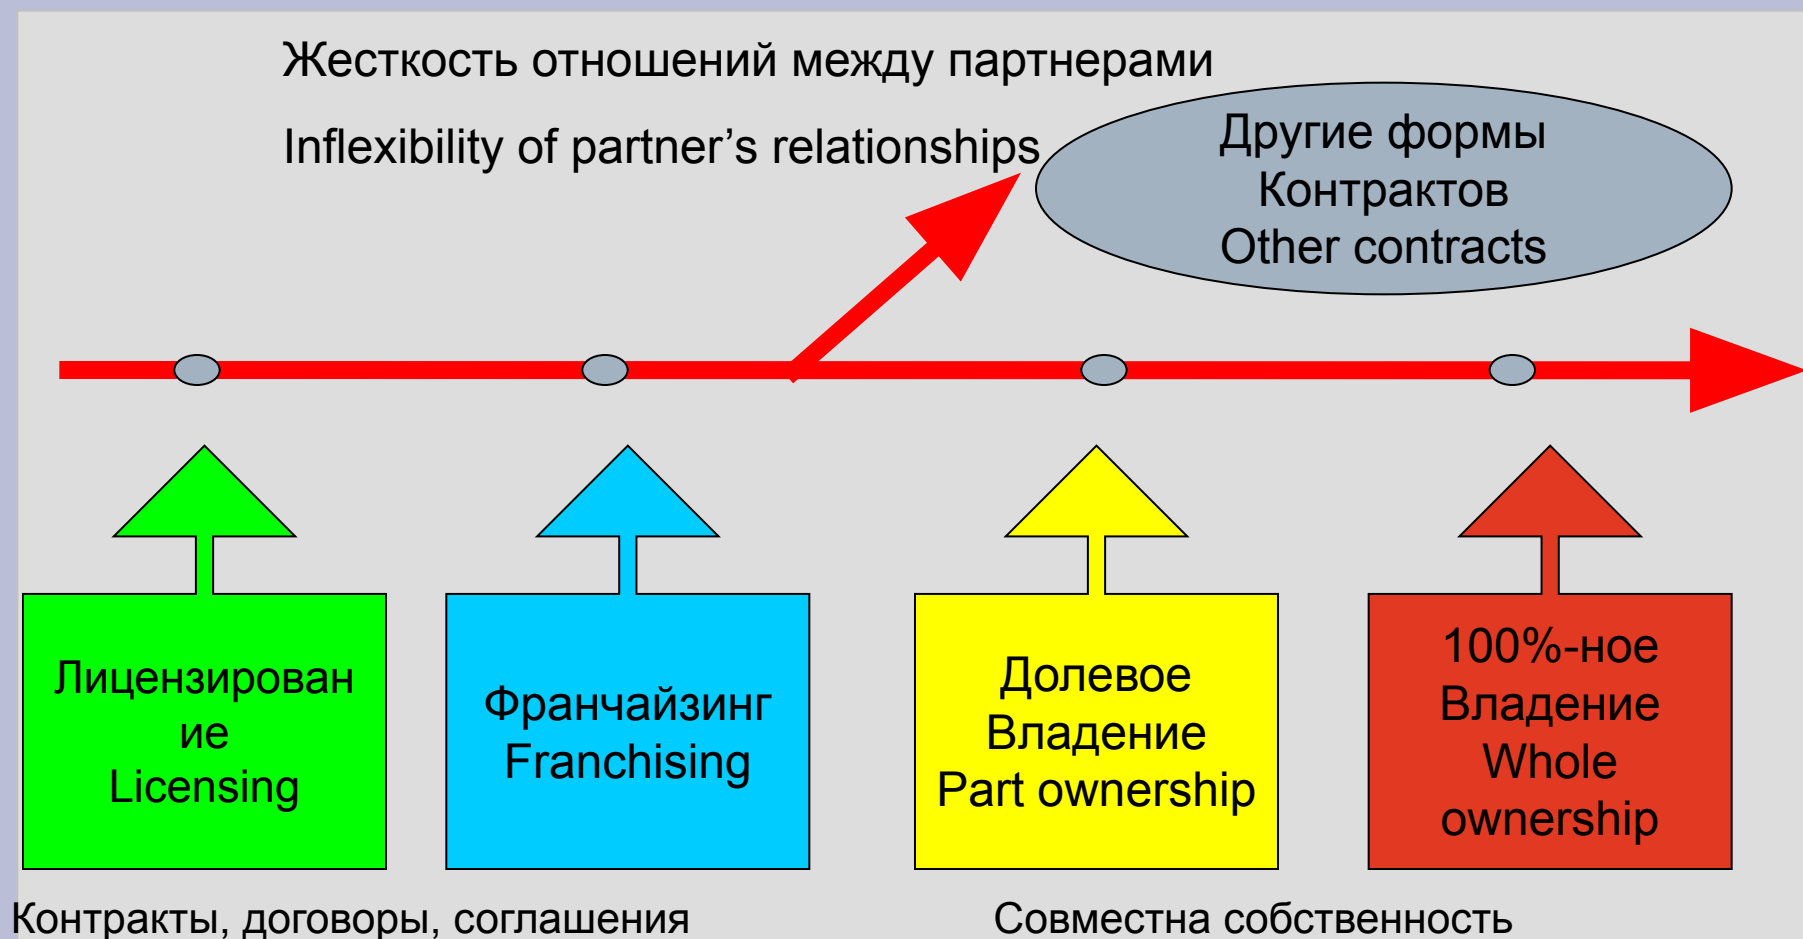 Жесткость отношений между партнерами
Inflexibility of partner’s relationships
Другие формы
Контрактов
Other contracts
Лицензирован
ие
Licensing
Франчайзинг
Franchising
Долевое
Владение
Part ownership
100%-ное
Владение
Whole
ownership
Контракты, договоры, соглашения
Совместна собственность